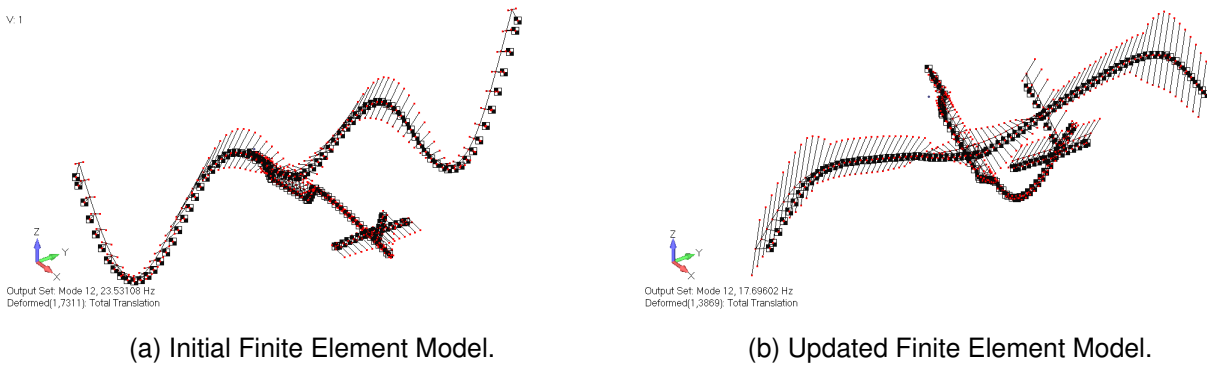 V: 1
Z
Y
X
Output Set: Mode 12, 23.53108 Hz
Deformed(1,7311): Total Translation
Z
Y
X
Output Set: Mode 12, 17.69602 Hz
Deformed(1,3869): Total Translation
(a) Initial Finite Element Model.
(b) Updated Finite Element Model.